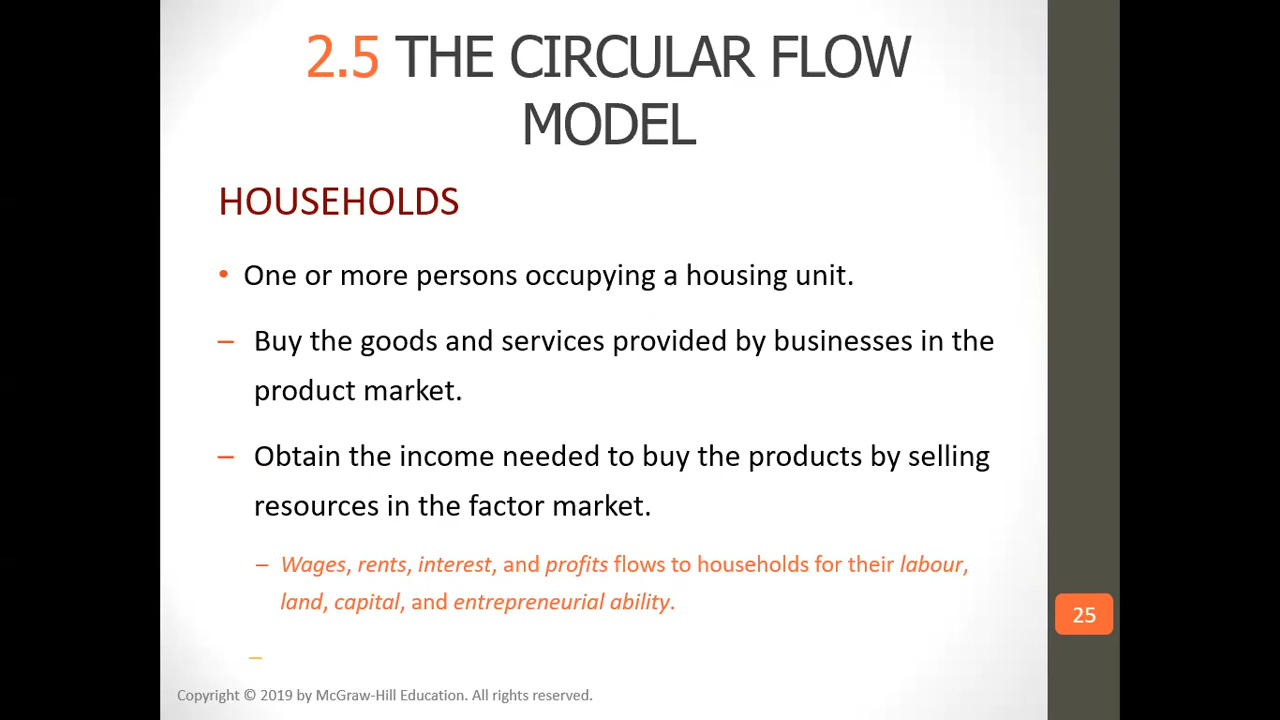 2.5 THE CIRCULAR FLOW
MODEL
HOUSEHOLDS
• One or more persons occupying a housing unit.
– Buy the goods and services provided by businesses in the
product market.
– Obtain the income needed to buy the products by selling
resources in the factor market.
– Wages, rents, interest, and profits flows to households for their labour,
land, capital, and entrepreneurial ability.
–
25
Copyright © 2019 by McGraw-Hill Education. All rights reserved.